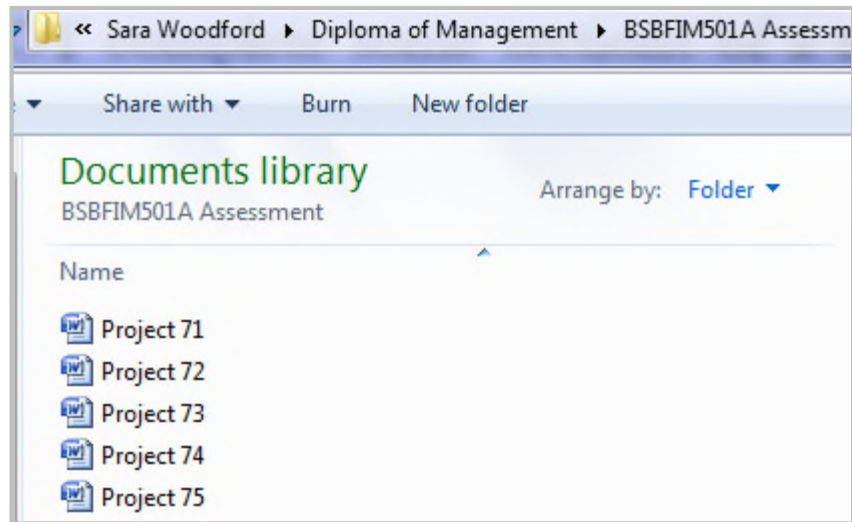 « Sara Woodford ▸ Diploma of Management ▸ BSBFIM501A Assessm
Share with Burn New folder
Documents library
BSBFIM501A Assessment
Arrange by: Folder
Name
Project 71
Project 72
Project 73
Project 74
Project 75